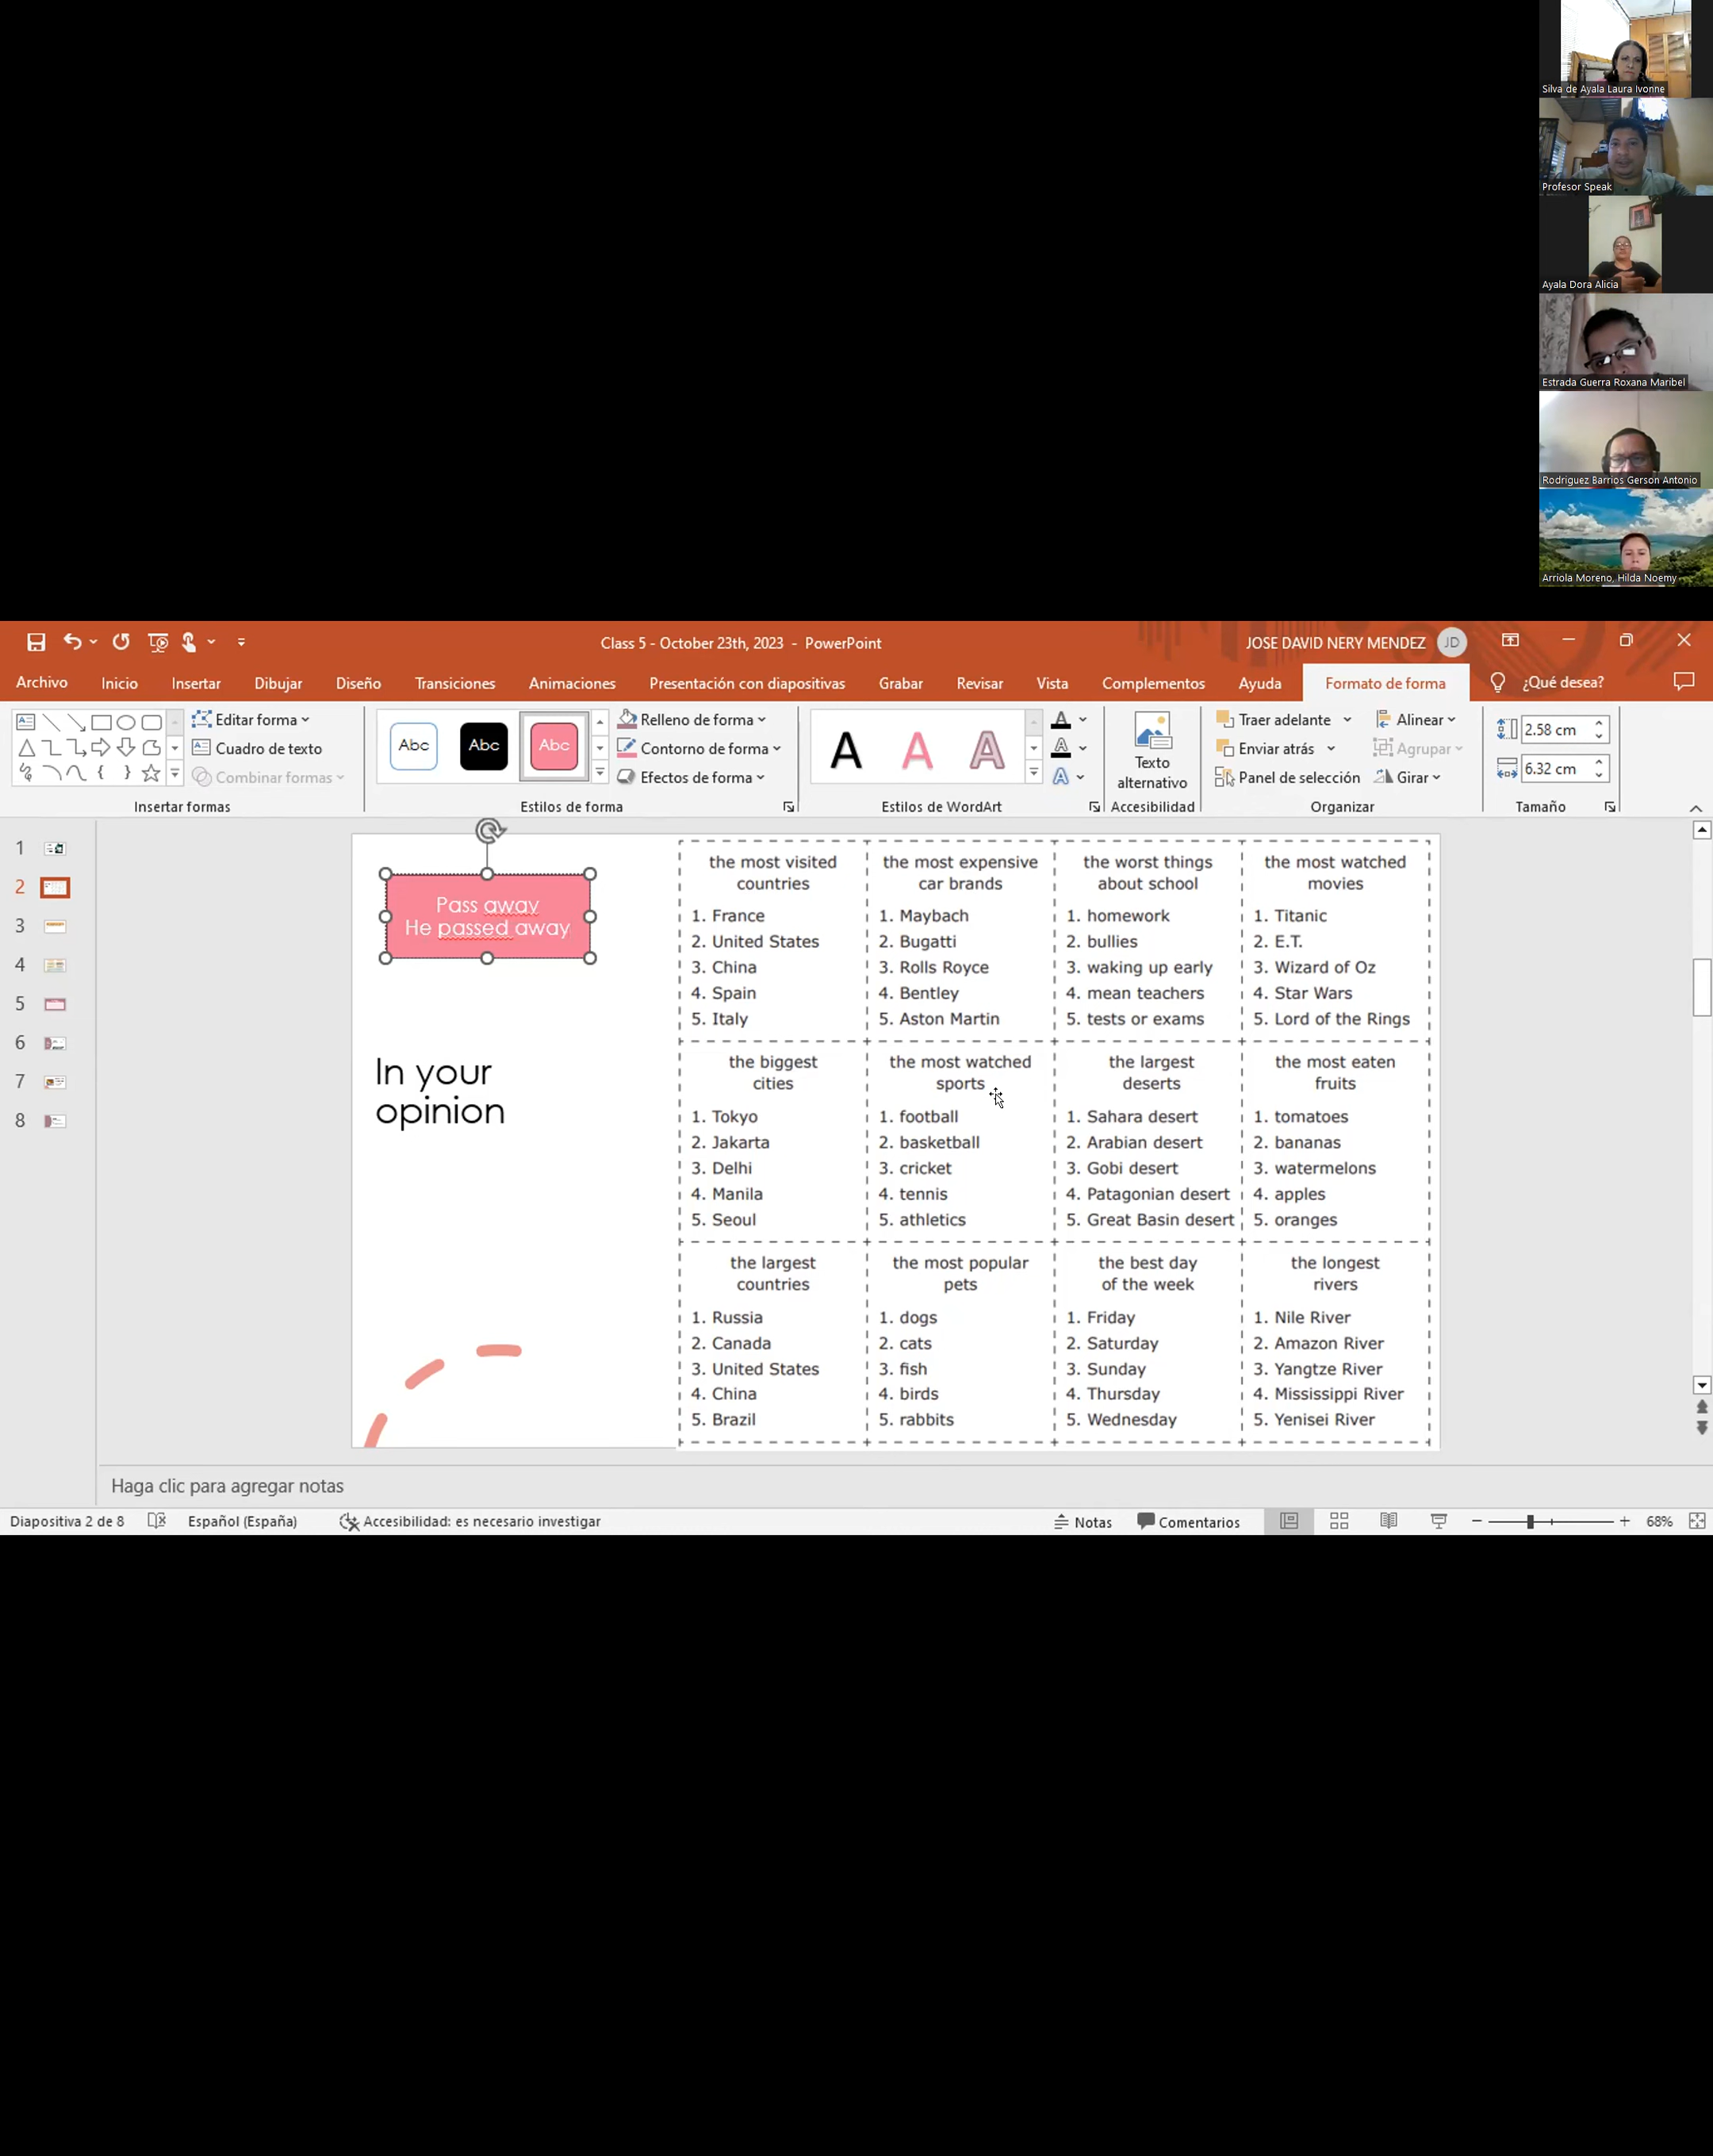 Silva de Ayala Laura Ivonne
Profesor Speak
Ayala Dora Alicia
Estrada Guerra Roxana Maribel
Rodriguez Barrios Gerson Antonio
Arriola Moreno, Hilda Noemy
Class 5 - October 23th, 2023 - PowerPoint
JOSE DAVID NERY MENDEZ
JD
Archivo
Inicio
Insertar
Dibujar
Diseño
Transiciones
Animaciones
Presentación con diapositivas
Grabar
Revisar
Vista
Complementos
Ayuda
Formato de forma
¿Qué desea?
Editar forma
Cuadro de texto
Combinar formas
Insertar formas
Abc
Abc
Abc
Relleno de forma
Contorno de forma
Efectos de forma
Estilos de forma
A
A
A
A
A
A
Estilos de WordArt
Texto
alternativo
Accesibilidad
Traer adelante
Enviar atrás
Panel de selección
Alinear
Agrupar
Girar
Organizar
2.58 cm
6.32 cm
Tamaño
1
2
3
4
5
6
7
8
Pass away
He passed away
In your
opinion
the most visited
countries
1. France
2. United States
3. China
4. Spain
5. Italy
the most expensive
car brands
1. Maybach
2. Bugatti
3. Rolls Royce
4. Bentley
5. Aston Martin
the worst things
about school
1. homework
2. bullies
3. waking up early
4. mean teachers
5. tests or exams
the most watched
movies
1. Titanic
2. E.T.
3. Wizard of Oz
4. Star Wars
5. Lord of the Rings
the biggest
cities
1. Tokyo
2. Jakarta
3. Delhi
4. Manila
5. Seoul
the most watched
sports
1. football
2. basketball
3. cricket
4. tennis
5. athletics
the largest
deserts
1. Sahara desert
2. Arabian desert
3. Gobi desert
4. Patagonian desert
5. Great Basin desert
the most eaten
fruits
1. tomatoes
2. bananas
3. watermelons
4. apples
5. oranges
the largest
countries
1. Russia
2. Canada
3. United States
4. China
5. Brazil
the most popular
pets
1. dogs
2. cats
3. fish
4. birds
5. rabbits
the best day
of the week
1. Friday
2. Saturday
3. Sunday
4. Thursday
5. Wednesday
the longest
rivers
1. Nile River
2. Amazon River
3. Yangtze River
4. Mississippi River
5. Yenisei River
Haga clic para agregar notas
Diapositiva 2 de 8
Español (España)
Accesibilidad: es necesario investigar
Notas
Comentarios
68%